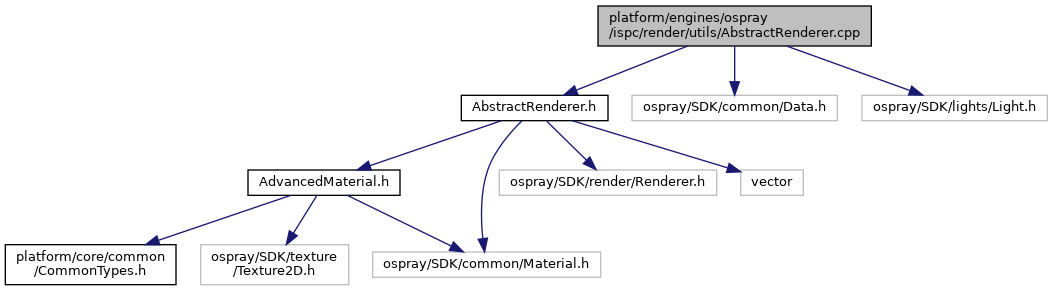 platform/engines/ospray
/ispc/render/utils/AbstractRenderer.cpp
AbstractRenderer.h
ospray/SDK/common/Data.h
ospray/SDK/lights/Light.h
AdvancedMaterial.h
ospray/SDK/render/Renderer.h
vector
platform/core/common
/CommonTypes.h
ospray/SDK/texture
/Texture2D.h
ospray/SDK/common/Material.h